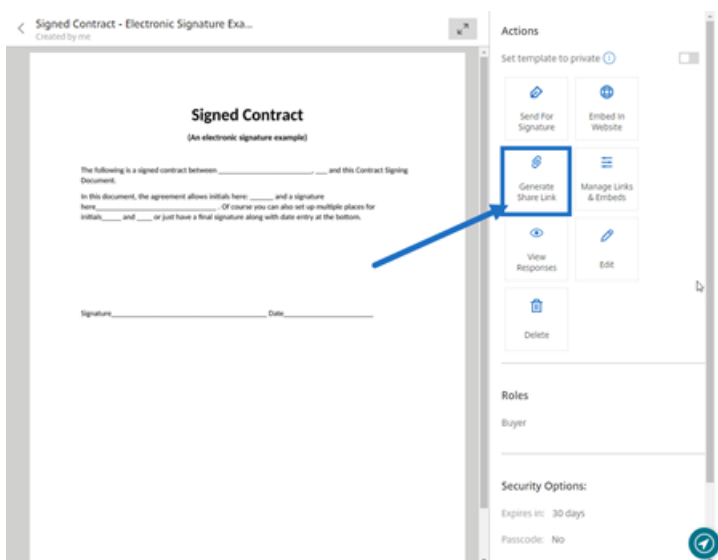 Signed Contract - Electronic Signature Exa...
Created by me
Signed Contract
(An electronic signature example)
The following is a signed contract between ______________________, ___ and this Contract Signing
Document.
In this document, the agreement allows initials here: ______ and a signature
here____________________________ . Of course you can also set up multiple places for
initials_____ and ____ or just have a final signature along with date entry at the bottom.
Signature____________________________________ Date_____________________
Actions
Set template to private
Send For
Signature
Embed In
Website
Generate
Share Link
Manage Links
& Embeds
View
Responses
Edit
Delete
Roles
Buyer
Security Options:
Expires in: 30 days
Passcode: No